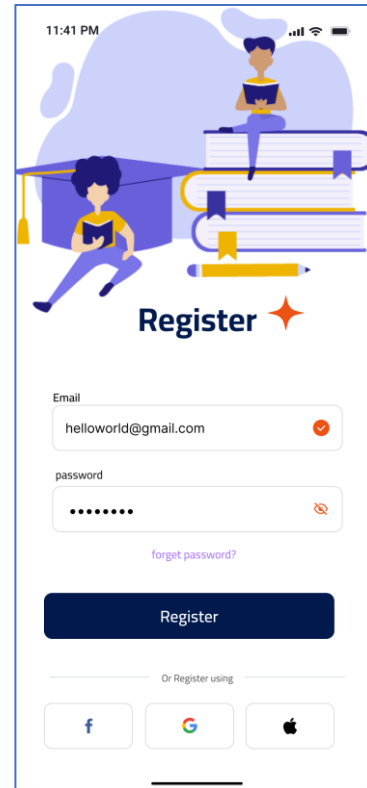 11:41 PM
Register
Email
helloworld@gmail.com
password
forget password?
Register
Or Register using